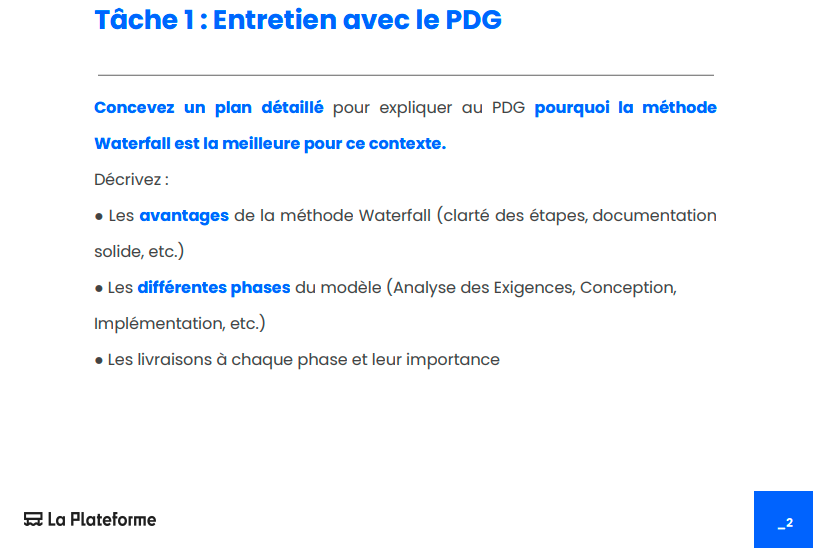 Tâche 1 : Entretien avec le PDG
Concevez un plan détaillé pour expliquer au PDG pourquoi la méthode
Waterfall est la meilleure pour ce contexte.
Décrivez :
● Les avantages de la méthode Waterfall (clarté des étapes, documentation
solide, etc.)
● Les différentes phases du modèle (Analyse des Exigences, Conception,
Implémentation, etc.)
● Les livraisons à chaque phase et leur importance
La Plateforme
_2